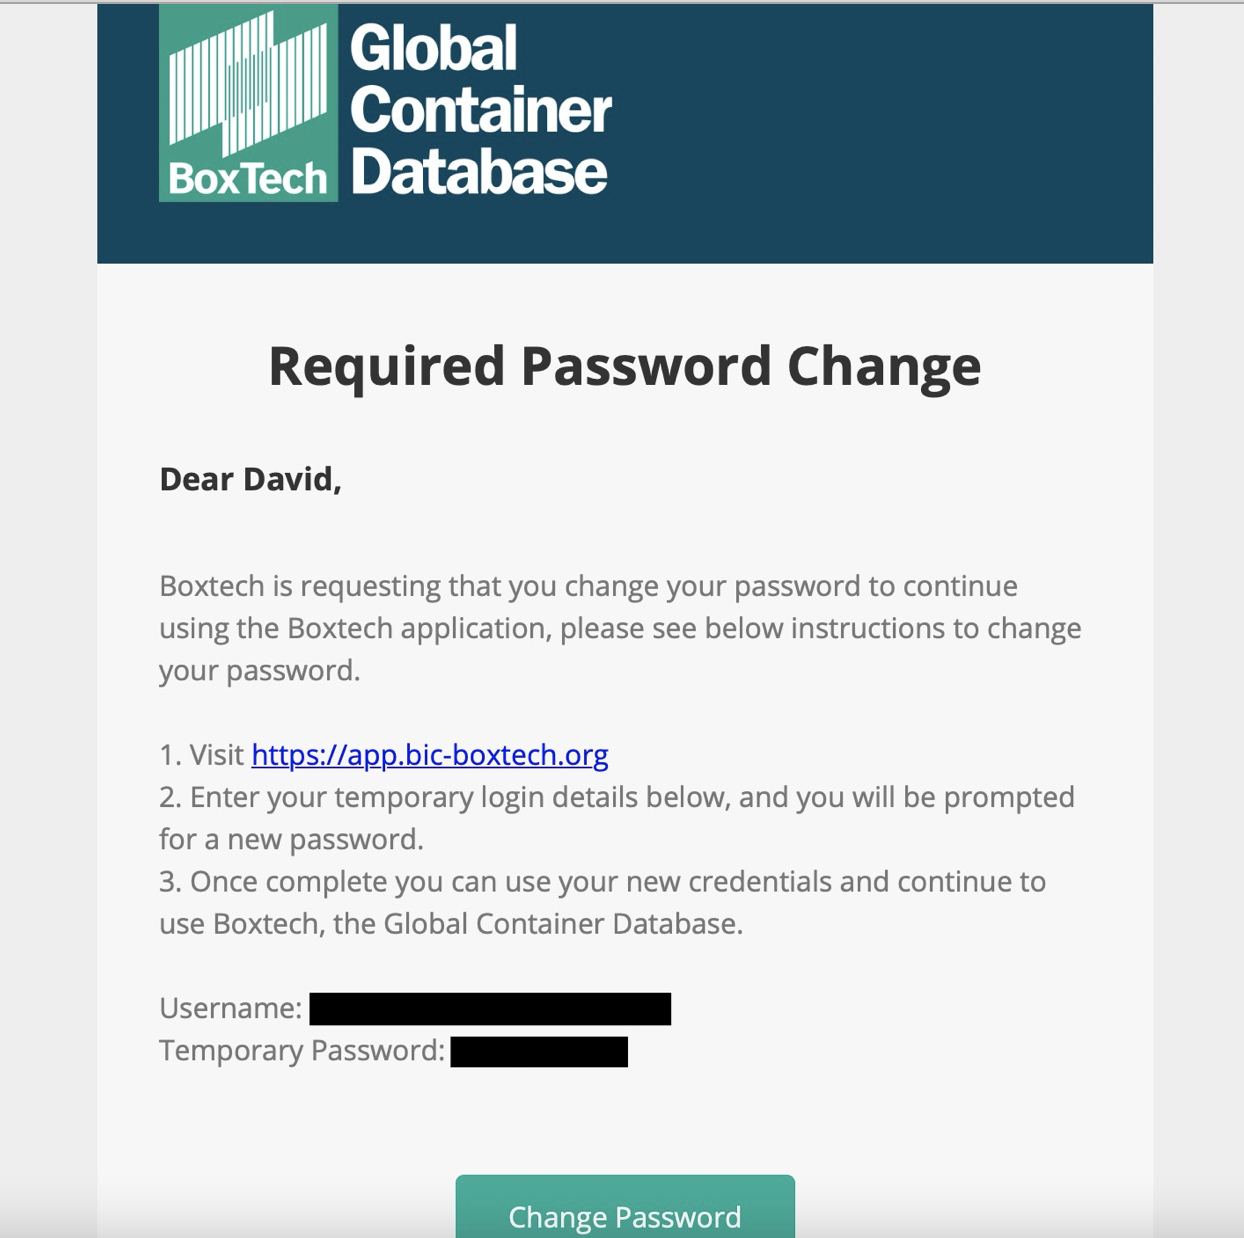 Global
Container
Database
BoxTech
Required Password Change
Dear David,
Boxtech is requesting that you change your password to continue
using the Boxtech application, please see below instructions to change
your password.
1. Visit https://app.bic-boxtech.org
2. Enter your temporary login details below, and you will be prompted
for a new password.
3. Once complete you can use your new credentials and continue to
use Boxtech, the Global Container Database.
Username:
Temporary Password:
Change Password